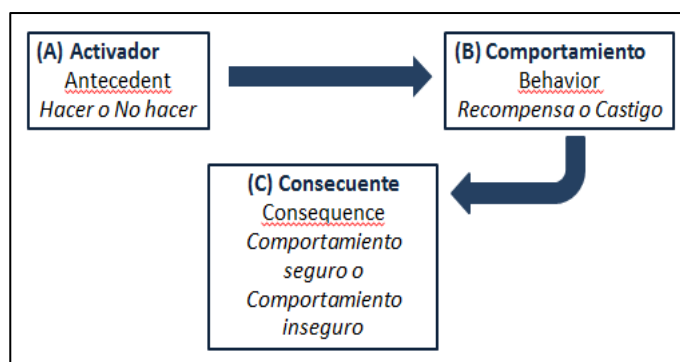 (A) Activador
Antecedent
Hacer o No hacer
(B) Comportamiento
Behavior
Recompensa o Castigo
(C) Consecuente
Consequence
Comportamiento
seguro o
Comportamiento
inseguro